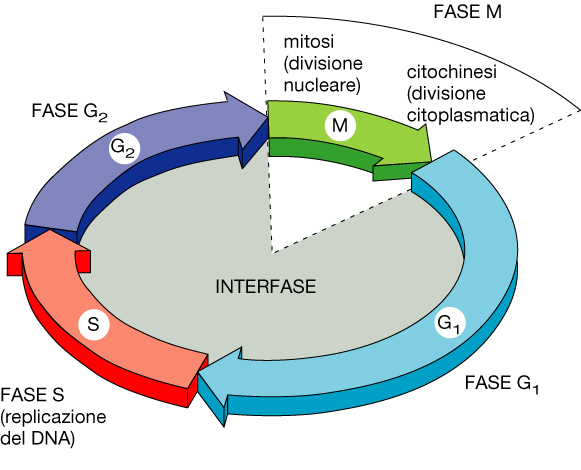 FASE M
mitosi
(divisione
nucleare)
citochinesi
(divisione
citoplasmatica)
FASE G2
M
G2
INTERFASE
S
G1
FASE G1
FASE S
(replicazione
del DNA)